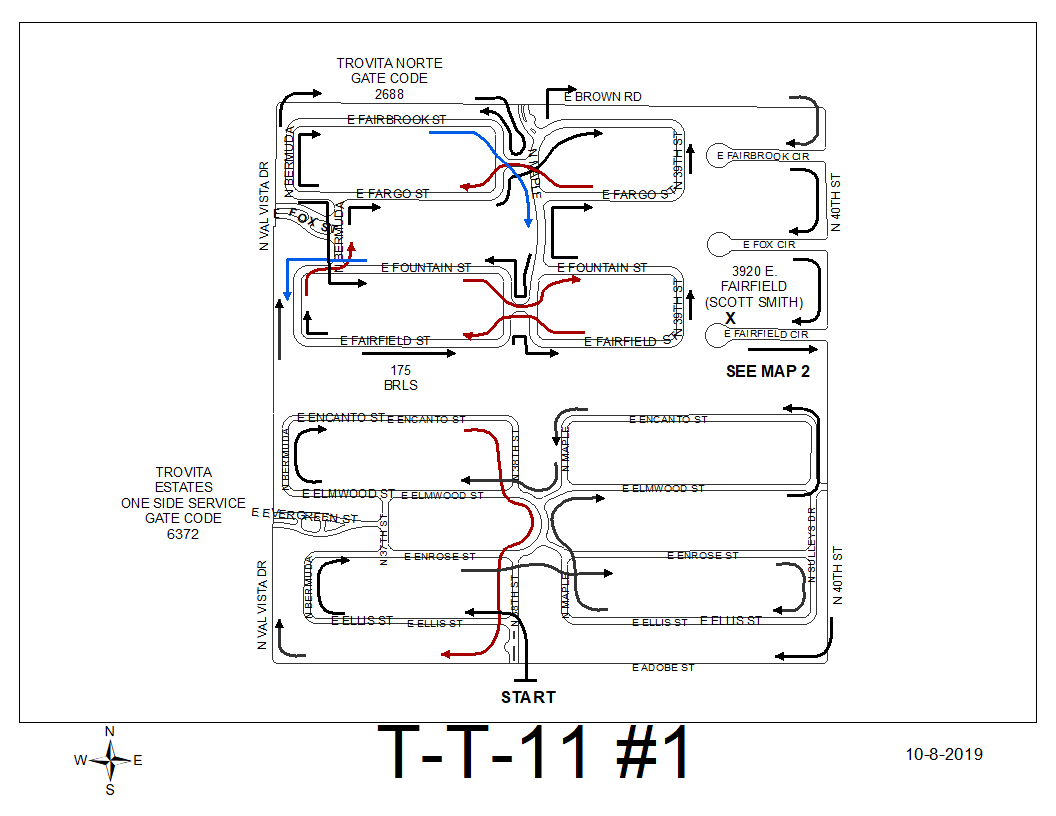 TROVITA NORTE
GATE CODE
2688
E BROWN RD
E FAIRBROOK ST
N BERMUDA
N MAPLE
N 39TH ST
E FAIRBROOK CIR
N VAL VISTA DR
E FARGO ST
E FARGO ST
N 40TH ST
E FOX ST
N BERMUDA
E FOX CIR
E FOUNTAIN ST
E FOUNTAIN ST
3920 E.
FAIRFIELD
(SCOTT SMITH)
X
N 39TH ST
E FAIRFIELD CIR
E FAIRFIELD ST
E FAIRFIELD ST
175
BRLS
SEE MAP 2
E ENCANTO ST
E ENCANTO ST
E ENCANTO ST
N BERMUDA
N 38TH ST
N MAPLE
TROVITA
ESTATES
ONE SIDE SERVICE
GATE CODE
6372
E ELMWOOD ST
E ELMWOOD ST
E ELMWOOD ST
E EVERGREEN ST
N 37TH ST
N SULLEYS DR
E ENROSE ST
E ENROSE ST
N VAL VISTA DR
N BERMUDA
N 38TH ST
N MAPLE
N 40TH ST
E ELLIS ST
E ELLIS ST
E ELLIS ST
E ELLIS ST
E ADOBE ST
START
T-T-11 #1
10-8-2019
N
W
E
S